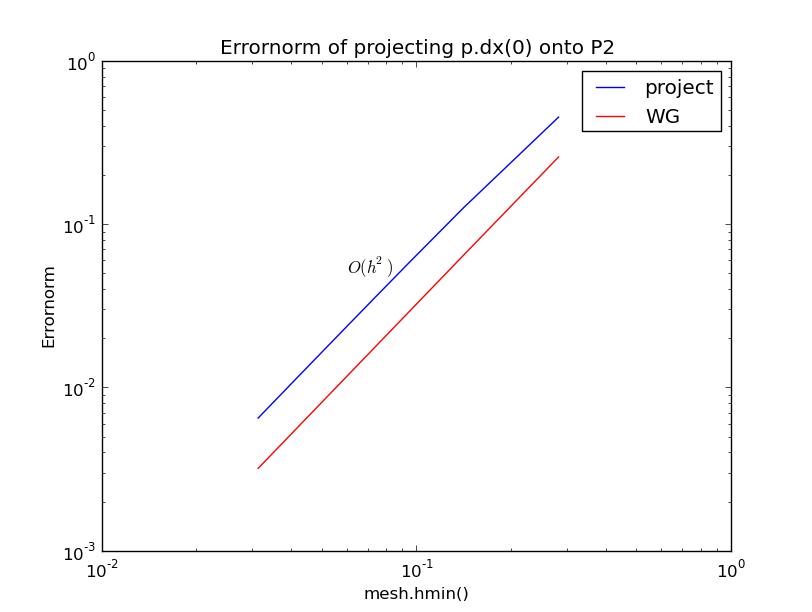 Errornorm of projecting p.dx(0) onto P2
10^0
project
WG
10^-1
O(h^2)
Errornorm
10^-2
10^-3
10^-2
10^-1
10^0
mesh.hmin()